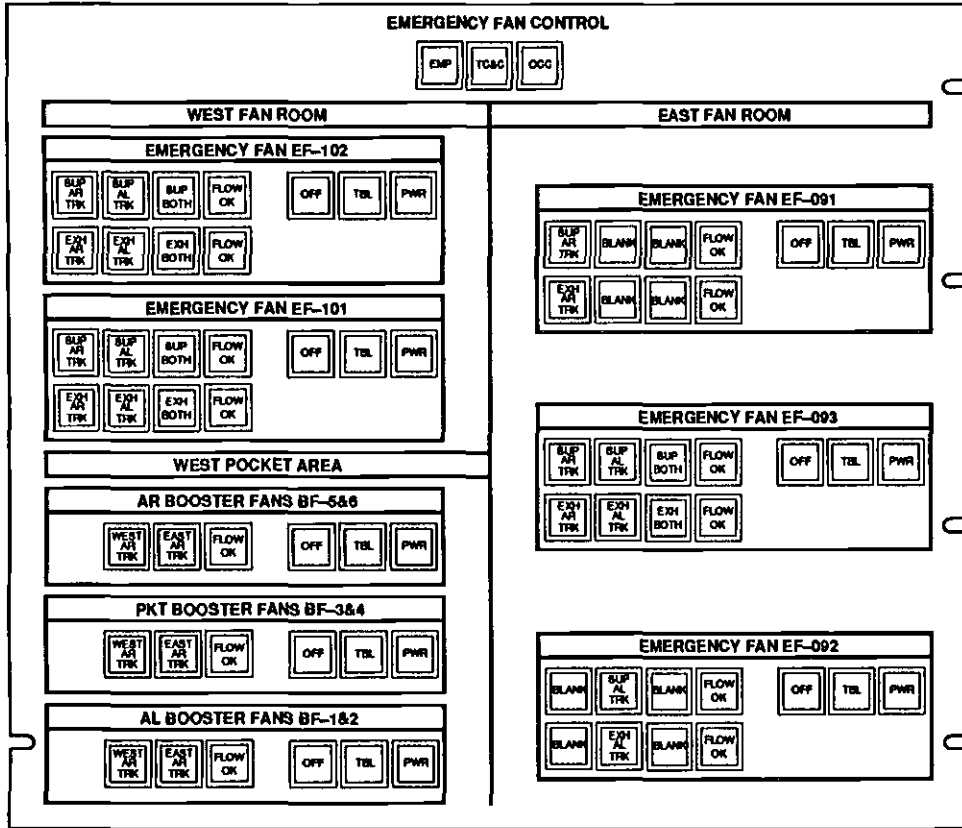 EMERGENCY FAN CONTROL
EMP TC&C OCC
WEST FAN ROOM
EMERGENCY FAN EF-102
SUP AR TRK SUP AL TRK SUP BOTH FLOW OK OFF TBL PWR
EXH AR TRK EXH AL TRK EXH BOTH FLOW OK
EMERGENCY FAN EF-101
SUP AR TRK SUP AL TRK SUP BOTH FLOW OK OFF TBL PWR
EXH AR TRK EXH AL TRK EXH BOTH FLOW OK
WEST POCKET AREA
AR BOOSTER FANS BF-5&6
WEST AR TRK EAST AR TRK FLOW OK OFF TBL PWR
PKT BOOSTER FANS BF-3&4
WEST AR TRK EAST AR TRK FLOW OK OFF TBL PWR
AL BOOSTER FANS BF-1&2
WEST AR TRK EAST AR TRK FLOW OK OFF TBL PWR
EAST FAN ROOM
EMERGENCY FAN EF-091
SUP AR TRK BLANK BLANK FLOW OK OFF TBL PWR
EXH AR TRK BLANK BLANK FLOW OK
EMERGENCY FAN EF-093
SUP AR TRK SUP AL TRK SUP BOTH FLOW OK OFF TBL PWR
EXH AR TRK EXH AL TRK EXH BOTH FLOW OK
EMERGENCY FAN EF-092
BLANK SUP AL TRK BLANK FLOW OK OFF TBL PWR
BLANK EXH AL TRK BLANK FLOW OK